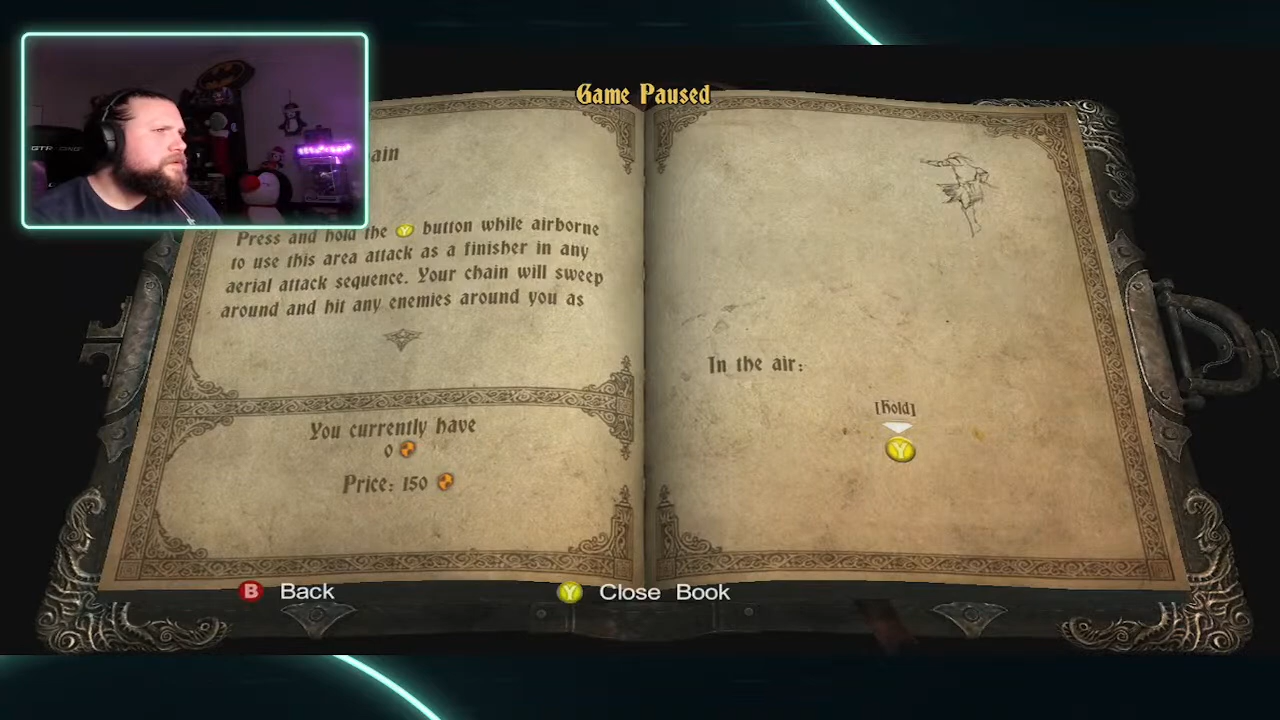 Game Paused
ain
Press and hold the Y button while airborne
to use this area attack as a finisher in any
aerial attack sequence. Your chain will sweep
around and hit any enemies around you as
You currently have
0
Price: 150
In the air:
[Hold]
Y
B Back
Y Close Book